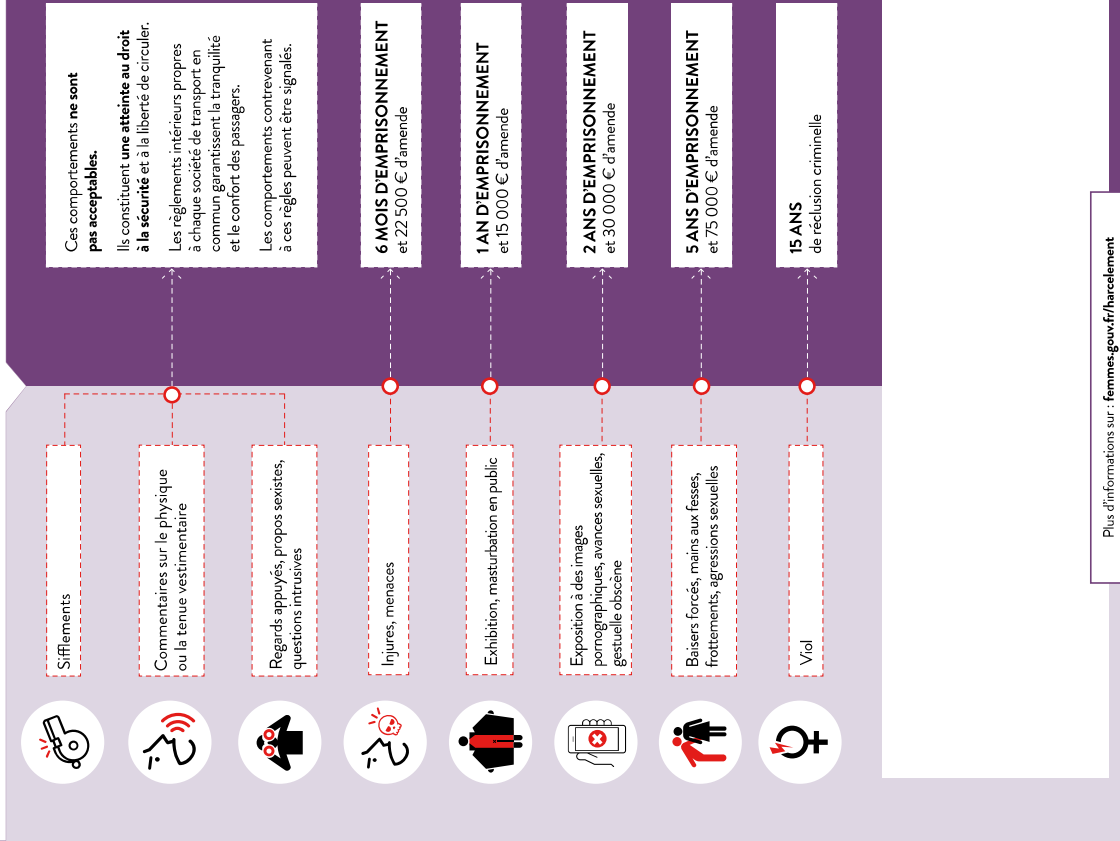 Sifflements
Commentaires sur le physique
ou la tenue vestimentaire
Regards appuyés, propos sexistes,
questions intrusives
Ces comportements ne sont
pas acceptables.
Ils constituent une atteinte au droit
à la sécurité et à la liberté de circuler.
Les règlements intérieurs propres
à chaque société de transport en
commun garantissent la tranquilité
et le confort des passagers.
Les comportements contrevenant
à ces règles peuvent être signalés.
Injures, menaces
6 MOIS D'EMPRISONNEMENT
et 22 500 € d'amende
Exhibition, masturbation en public
1 AN D'EMPRISONNEMENT
et 15 000 € d'amende
Exposition à des images
pornographiques, avances sexuelles,
gestuelle obscène
2 ANS D'EMPRISONNEMENT
et 30 000 € d'amende
Baisers forcés, mains aux fesses,
frottements, agressions sexuelles
5 ANS D'EMPRISONNEMENT
et 75 000 € d'amende
Viol
15 ANS
de réclusion criminelle
Plus d'informations sur : femmes.gouv.fr/harcelement